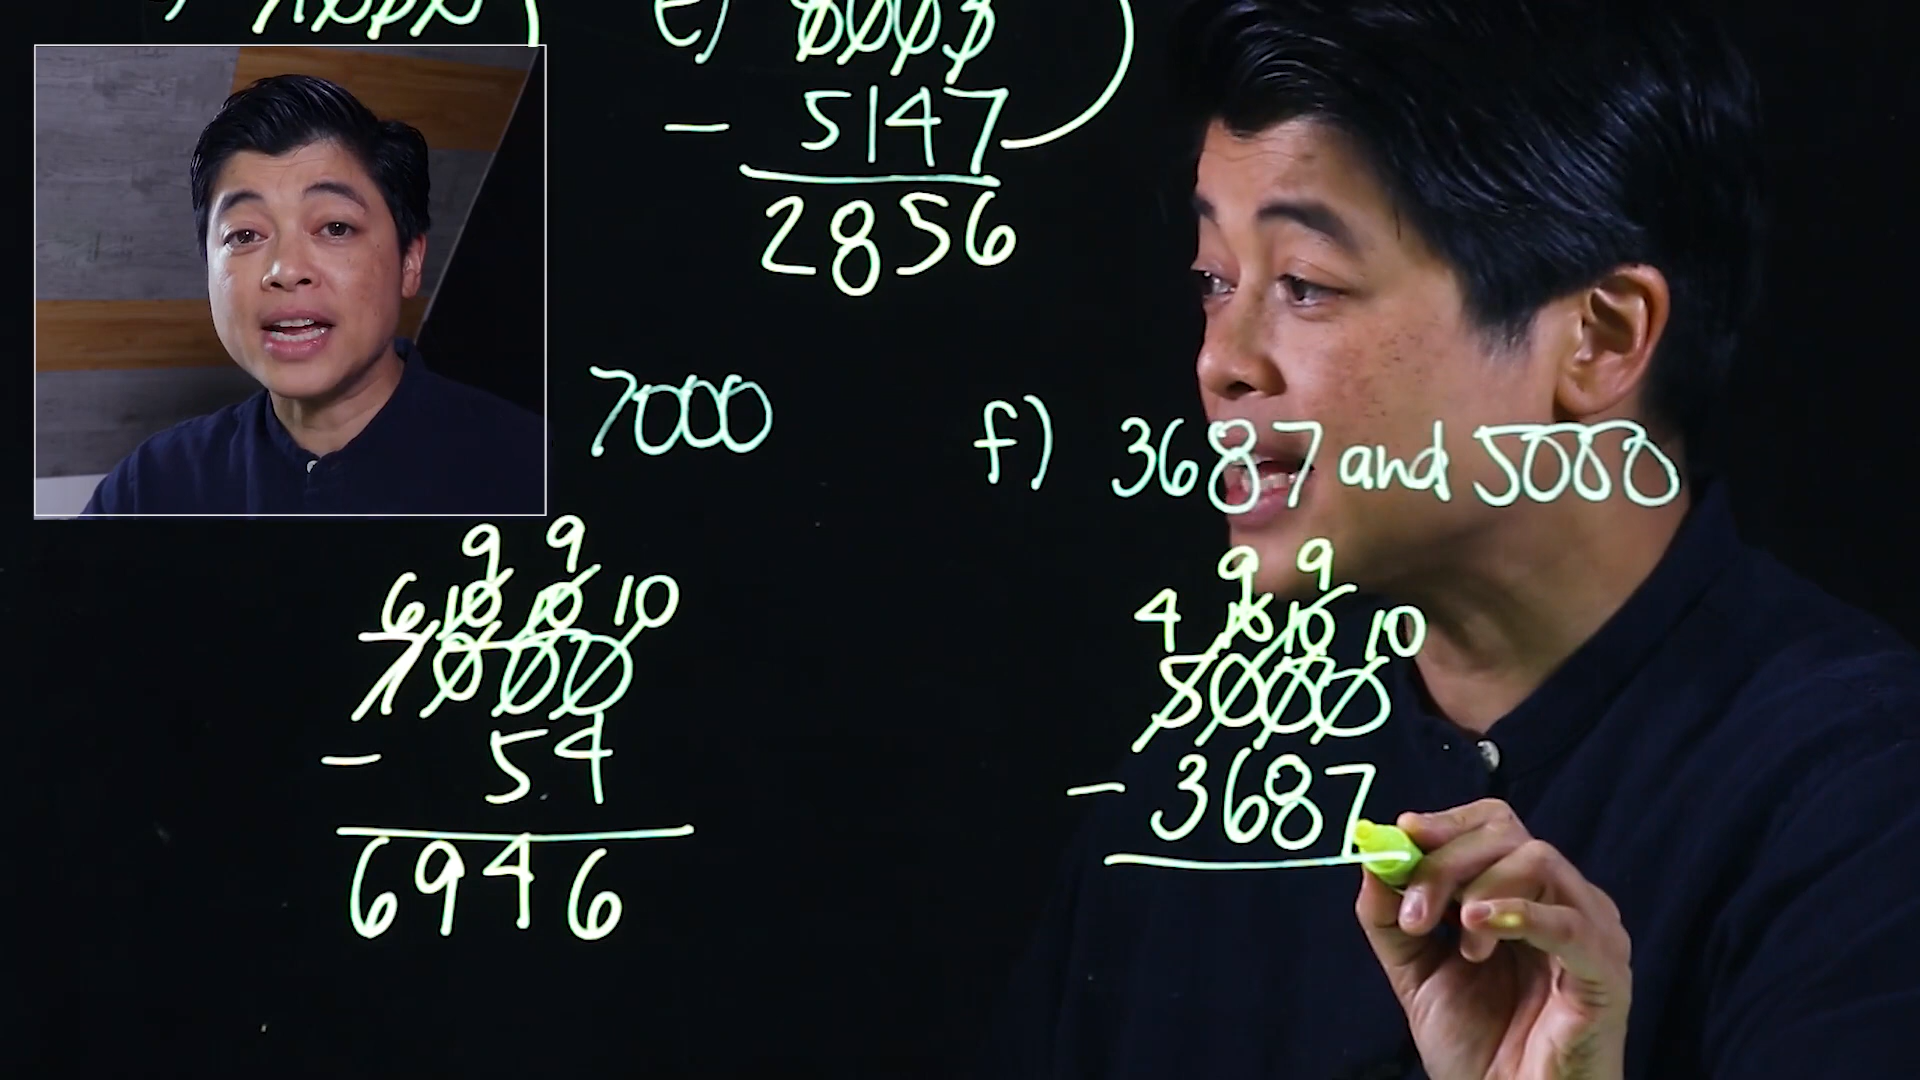 e) 8003
- 5147
2856
7000
9 9
6 10 10 10
7000
- 54
6946
f) 3687 and 5000
9 9
4 10 10 10
5000
- 3687